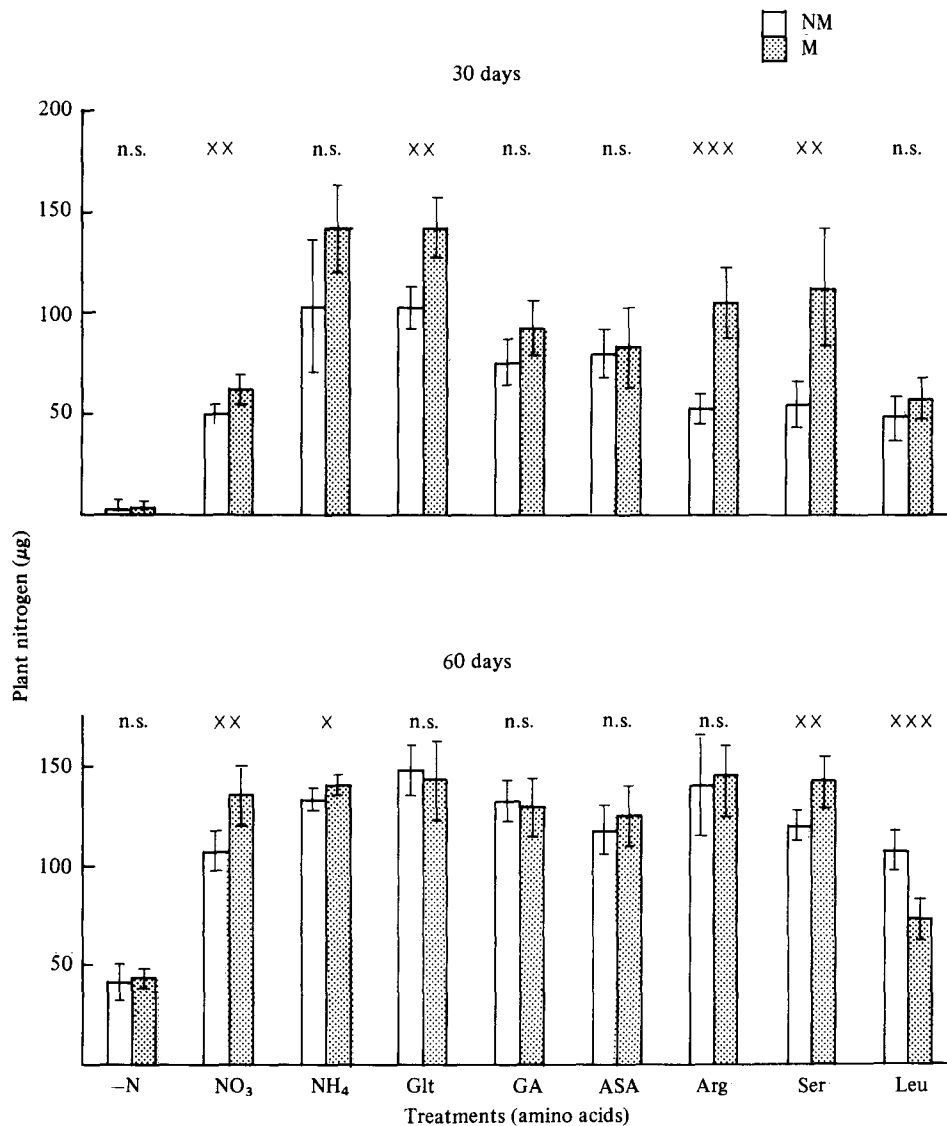 NM
M
30 days
200
150
100
50
n.s. ×× n.s. ×× n.s. n.s. ××× ×× n.s.
Plant nitrogen (μg)
60 days
n.s. ×× × n.s. n.s. n.s. n.s. ×× ×××
150
100
50
–N NO₃ NH₄ Glt GA ASA Arg Ser Leu
Treatments (amino acids)